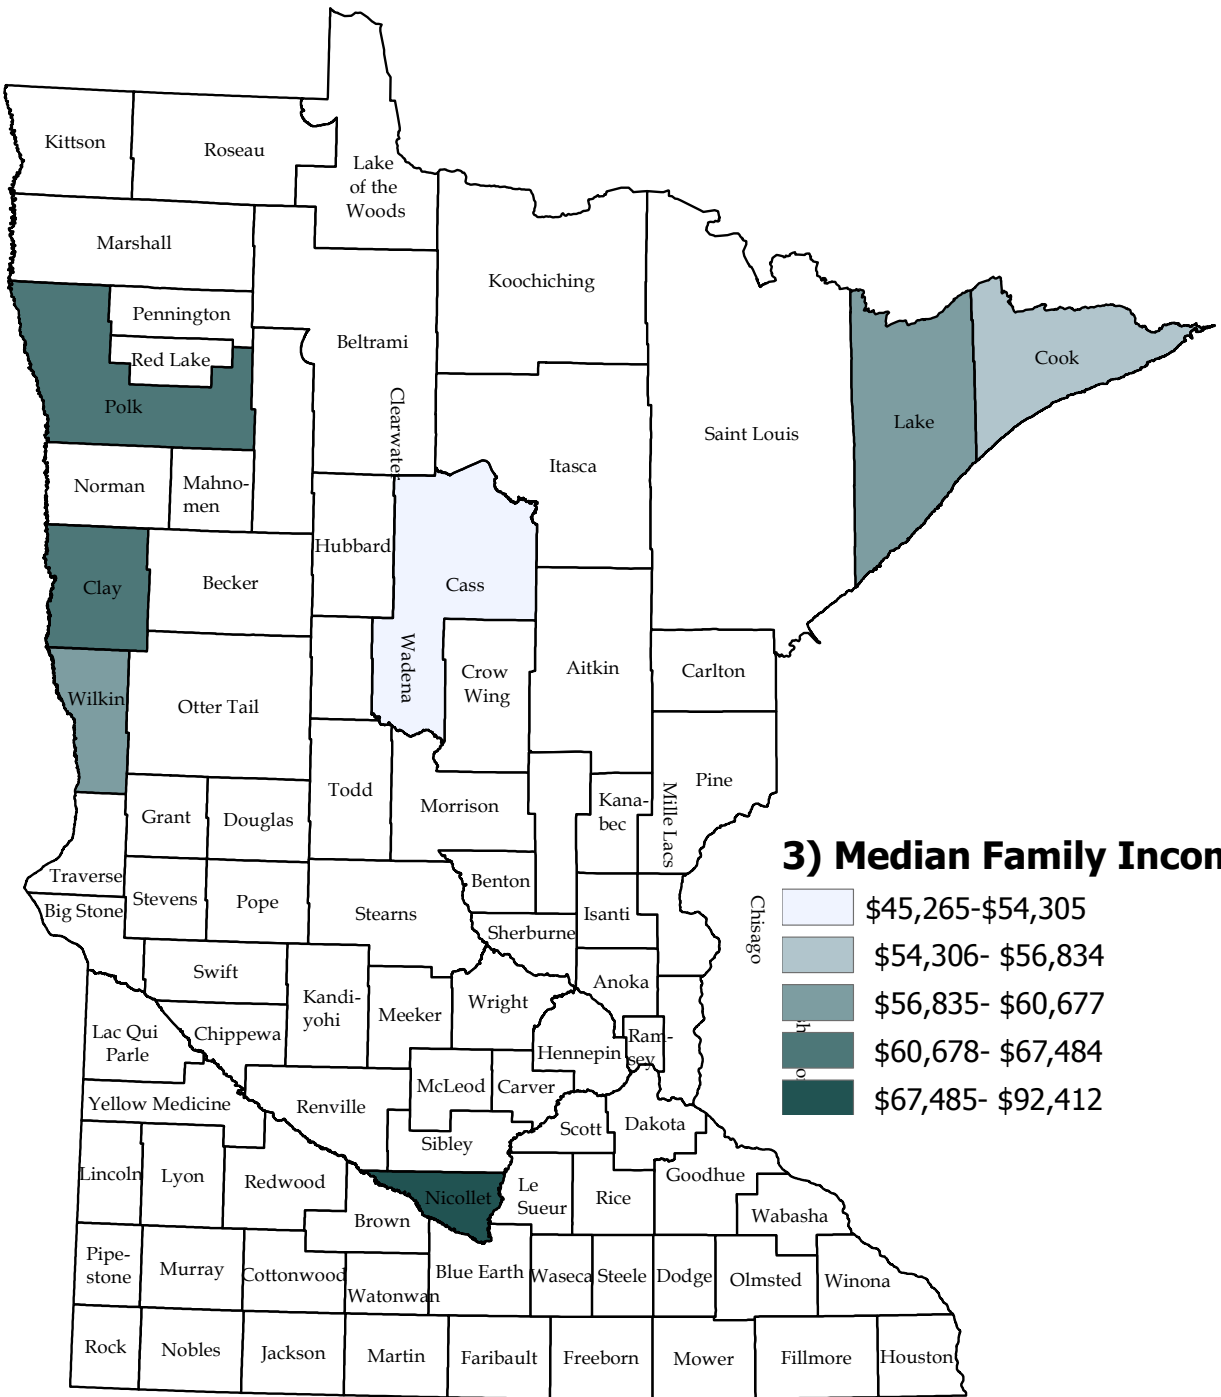 Kittson
Roseau
Lake
of the
Woods
Marshall
Koochiching
Pennington
Beltrami
Red Lake
Cook
Polk
Clearwater
Lake
Saint Louis
Itasca
Norman
Mahno-
men
Hubbard
Clay
Becker
Cass
Wadena
Crow
Wing
Aitkin
Carlton
Wilkin
Otter Tail
Todd
Morrison
Pine
Kana-
bec
Mille Lacs
Grant
Douglas
3) Median Family Incom
Traverse
Stevens
Pope
Benton
$45,265-$54,305
Big Stone
Stearns
Isanti
Chisago
Sherburne
$54,306- $56,834
Swift
Anoka
Kandi-
yohi
Meeker
Wright
$56,835- $60,677
Lac Qui
Parle
Chippewa
Hennepin
Ram-
sey
sh
o
$60,678- $67,484
McLeod
Carver
Yellow Medicine
Renville
$67,485- $92,412
Sibley
Scott
Dakota
Lincoln
Lyon
Redwood
Nicollet
Le
Sueur
Rice
Goodhue
Brown
Wabasha
Pipe-
stone
Murray
Cottonwood
Watonwan
Blue Earth
Waseca
Steele
Dodge
Olmsted
Winona
Rock
Nobles
Jackson
Martin
Faribault
Freeborn
Mower
Fillmore
Houston